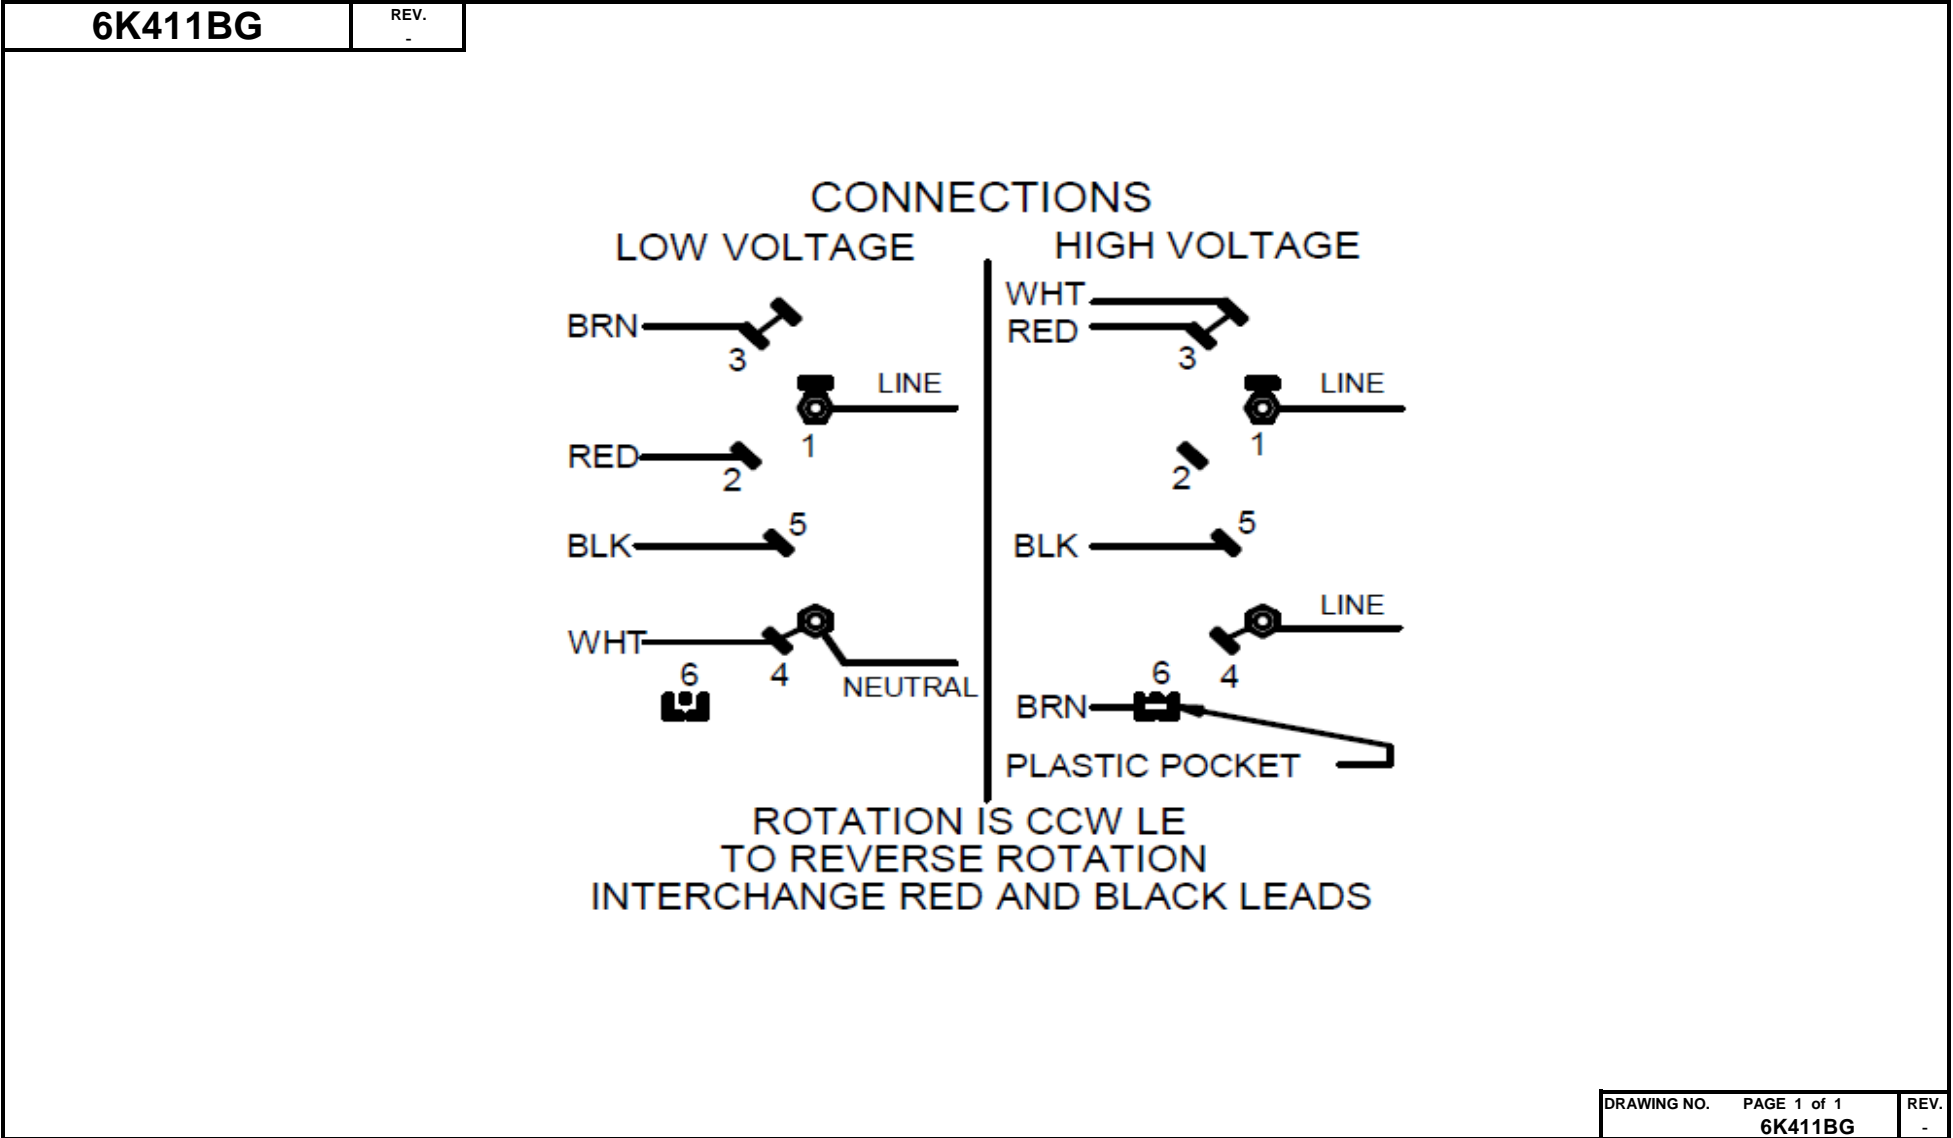 6K411BG REV.
-
CONNECTIONS
LOW VOLTAGE
BRN
3
LINE
1
RED
2
5
BLK
WHT
6
4
NEUTRAL
HIGH VOLTAGE
WHT
RED
3
LINE
1
2
5
BLK
LINE
6
4
BRN
PLASTIC POCKET
ROTATION IS CCW LE
TO REVERSE ROTATION
INTERCHANGE RED AND BLACK LEADS
DRAWING NO. PAGE 1 of 1 REV.
6K411BG -